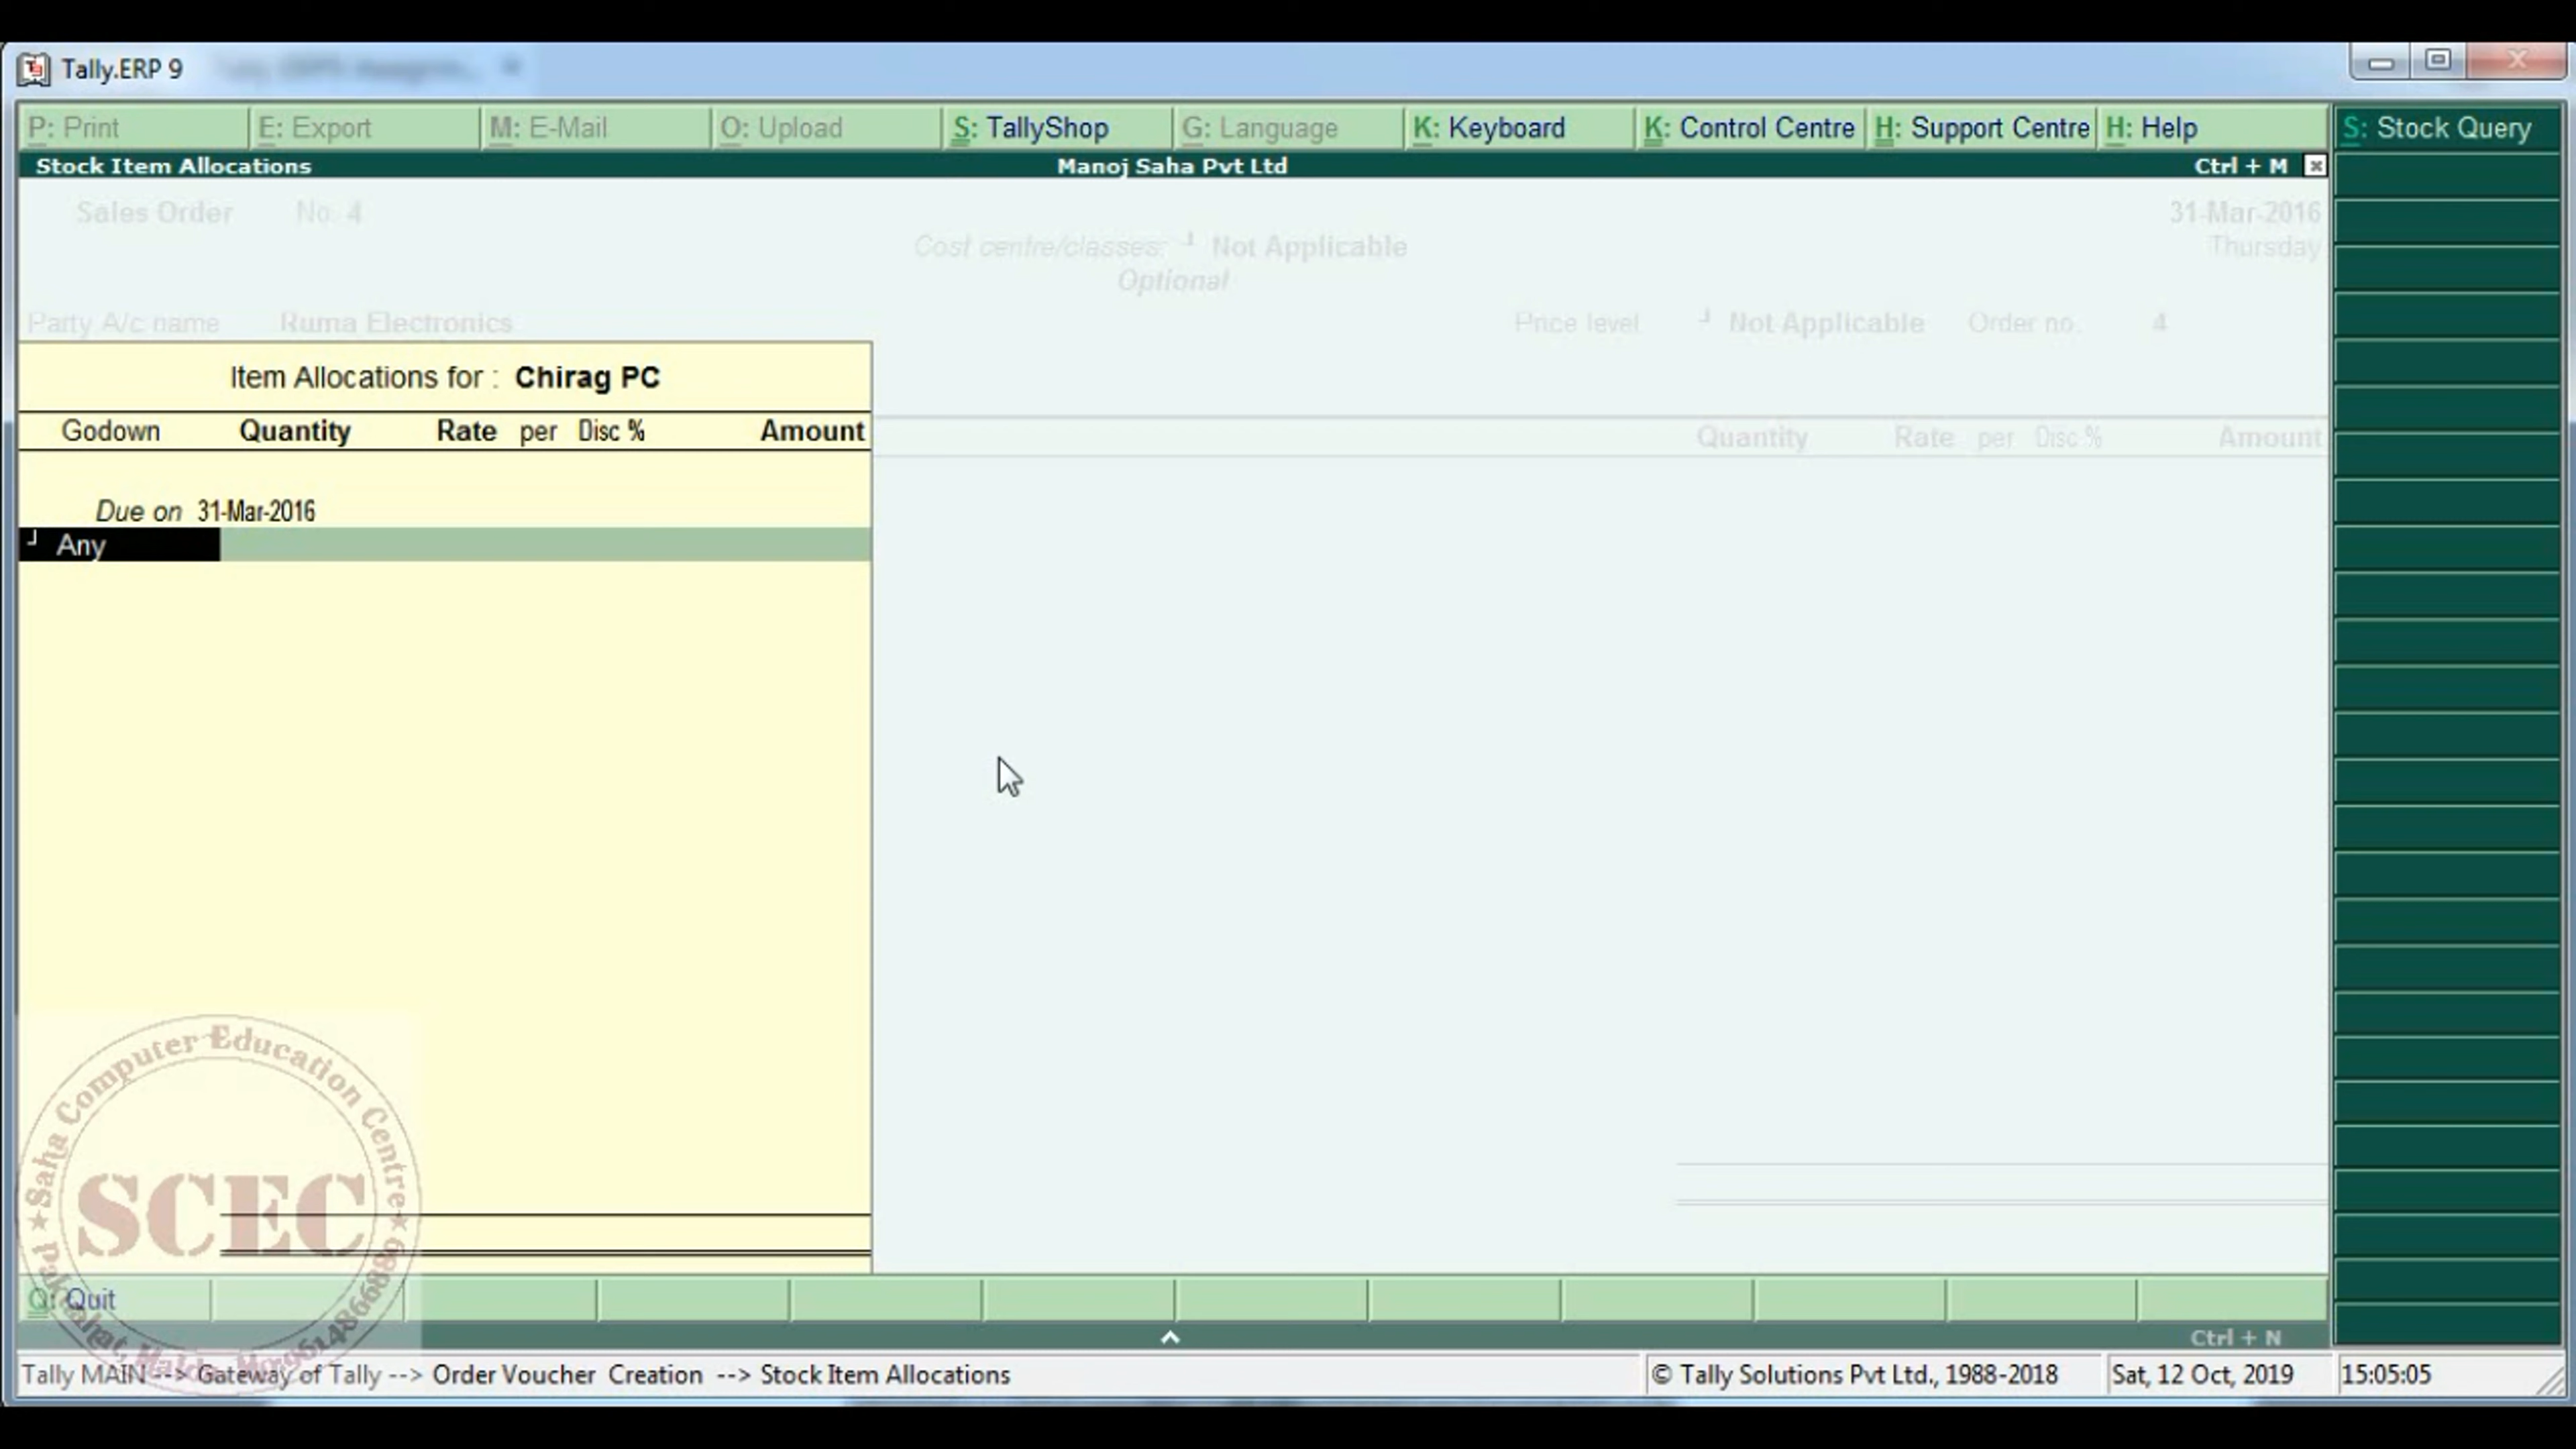 Tally.ERP 9
P: Print E: Export M: E-Mail O: Upload S: TallyShop G: Language K: Keyboard K: Control Centre H: Support Centre H: Help S: Stock Query
Stock Item Allocations Manoj Saha Pvt Ltd Ctrl + M
Sales Order No. 4 31-Mar-2016
Cost centre/classes: Not Applicable Thursday
Optional
Party A/c name Ruma Electronics Price level Not Applicable Order no. 4
Item Allocations for : Chirag PC
Godown Quantity Rate per Disc % Amount
Quantity Rate per Disc % Amount
Due on 31-Mar-2016
Any
Saha Computer Education Centre
SCEC
Q: Quit
Ctrl + N
Tally MAIN --> Gateway of Tally --> Order Voucher Creation --> Stock Item Allocations © Tally Solutions Pvt Ltd., 1988-2018 Sat, 12 Oct, 2019 15:05:05